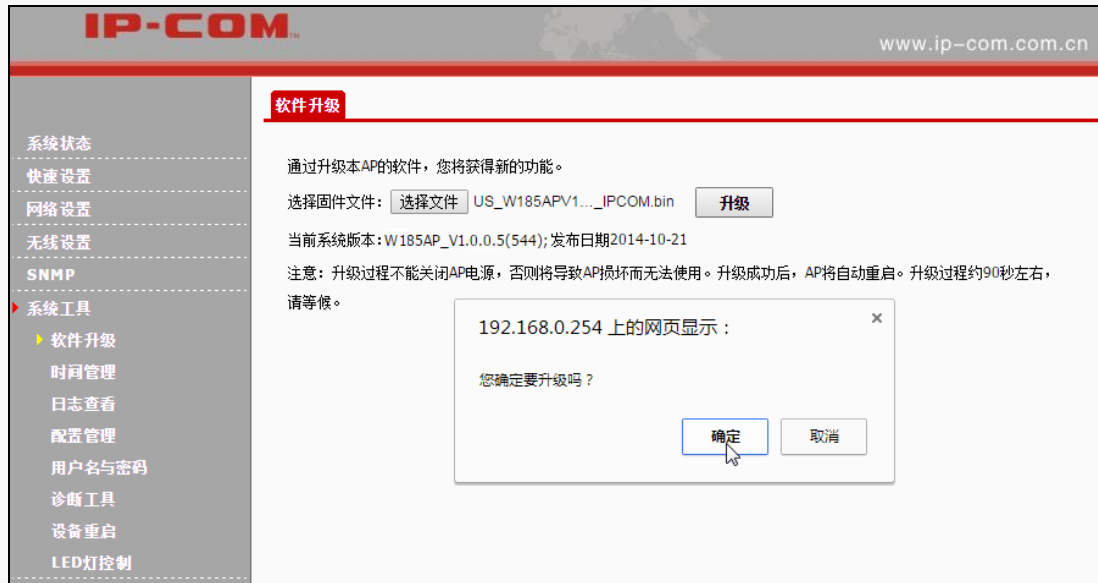 IP-COM™
www.ip-com.com.cn
软件升级
系统状态
快速设置
网络设置
无线设置
SNMP
系统工具
软件升级
时间管理
日志查看
配置管理
用户名与密码
诊断工具
设备重启
LED灯控制
通过升级本AP的软件，您将获得新的功能。
选择固件文件： 选择文件 US_W185APV1..._IPCOM.bin 升级
当前系统版本:W185AP_V1.0.0.5(544);发布日期2014-10-21
注意：升级过程不能关闭AP电源，否则将导致AP损坏而无法使用。升级成功后，AP将自动重启。升级过程约90秒左右，
请等候。
192.168.0.254 上的网页显示：
×
您确定要升级吗？
确定 取消